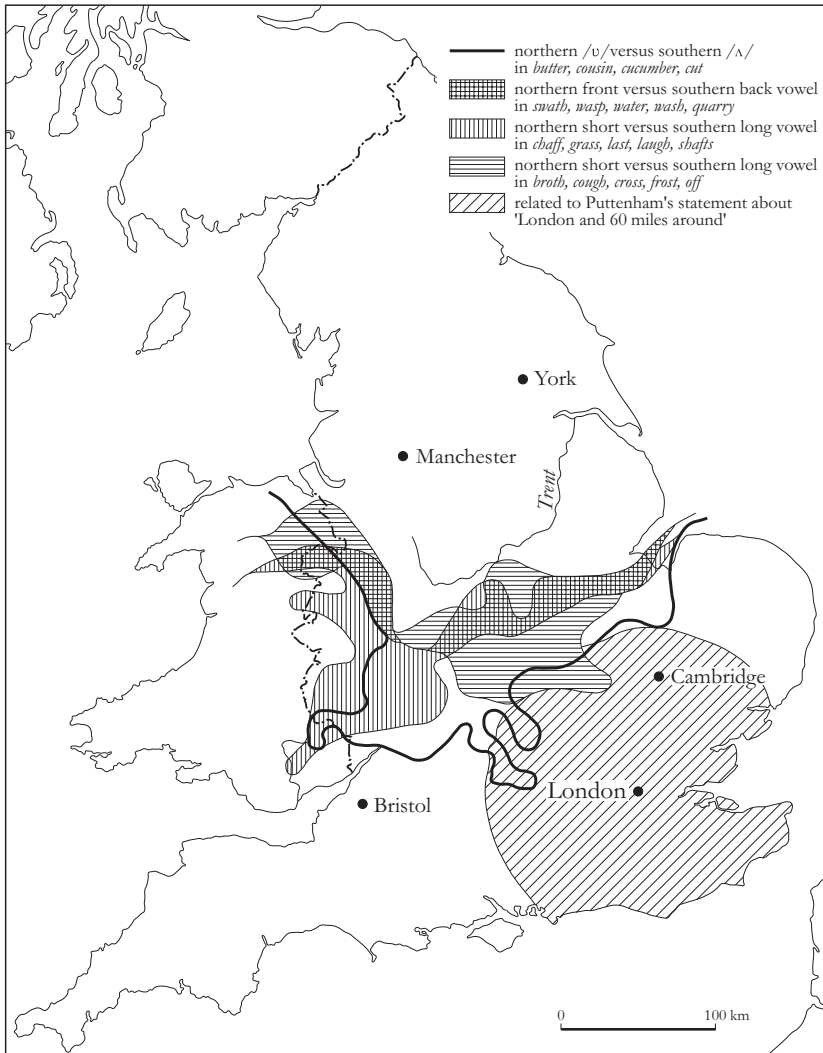 northern /ʋ/versus southern /ʌ/
in butter, cousin, cucumber, cut
northern front versus southern back vowel
in swath, wasp, water, wash, quarry
northern short versus southern long vowel
in chaff, grass, last, laugh, shafts
northern short versus southern long vowel
in broth, cough, cross, frost, off
related to Puttenham's statement about
'London and 60 miles around'
York
Manchester
Trent
Cambridge
London
Bristol
0 100 km